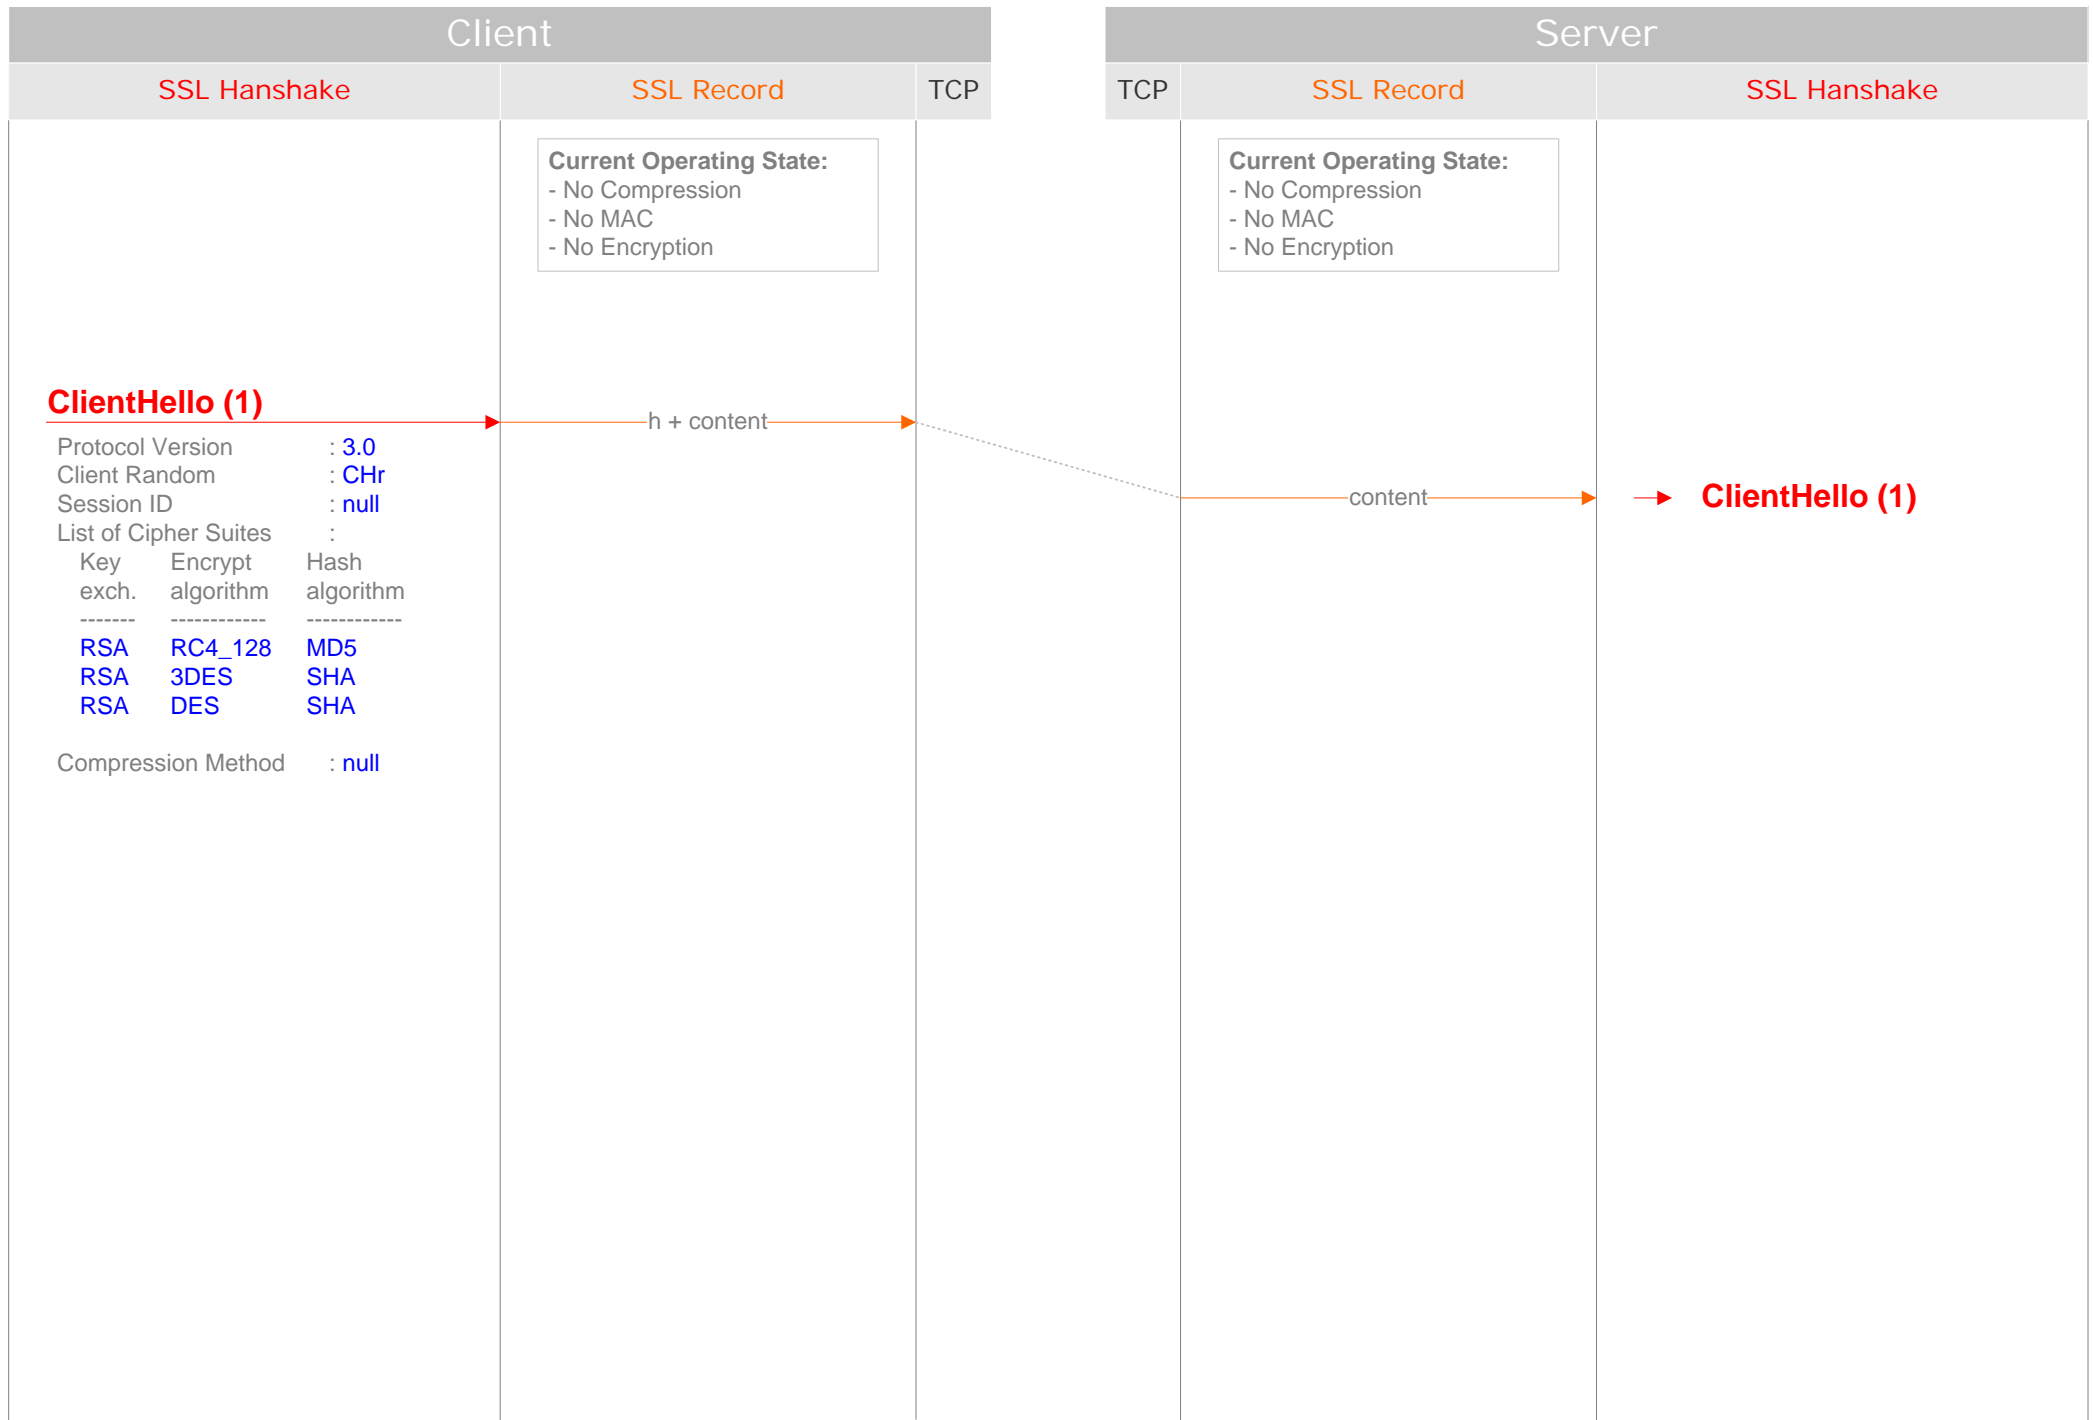 Client
Server
SSL Hanshake
SSL Record
TCP
TCP
SSL Record
SSL Hanshake
Current Operating State:
- No Compression
- No MAC
- No Encryption
Current Operating State:
- No Compression
- No MAC
- No Encryption
ClientHello (1)
h + content
Protocol Version : 3.0
Client Random : CHr
Session ID : null
List of Cipher Suites :
Key Encrypt Hash
exch. algorithm algorithm
------- ------------ ------------
RSA RC4_128 MD5
RSA 3DES SHA
RSA DES SHA
Compression Method : null
content
ClientHello (1)